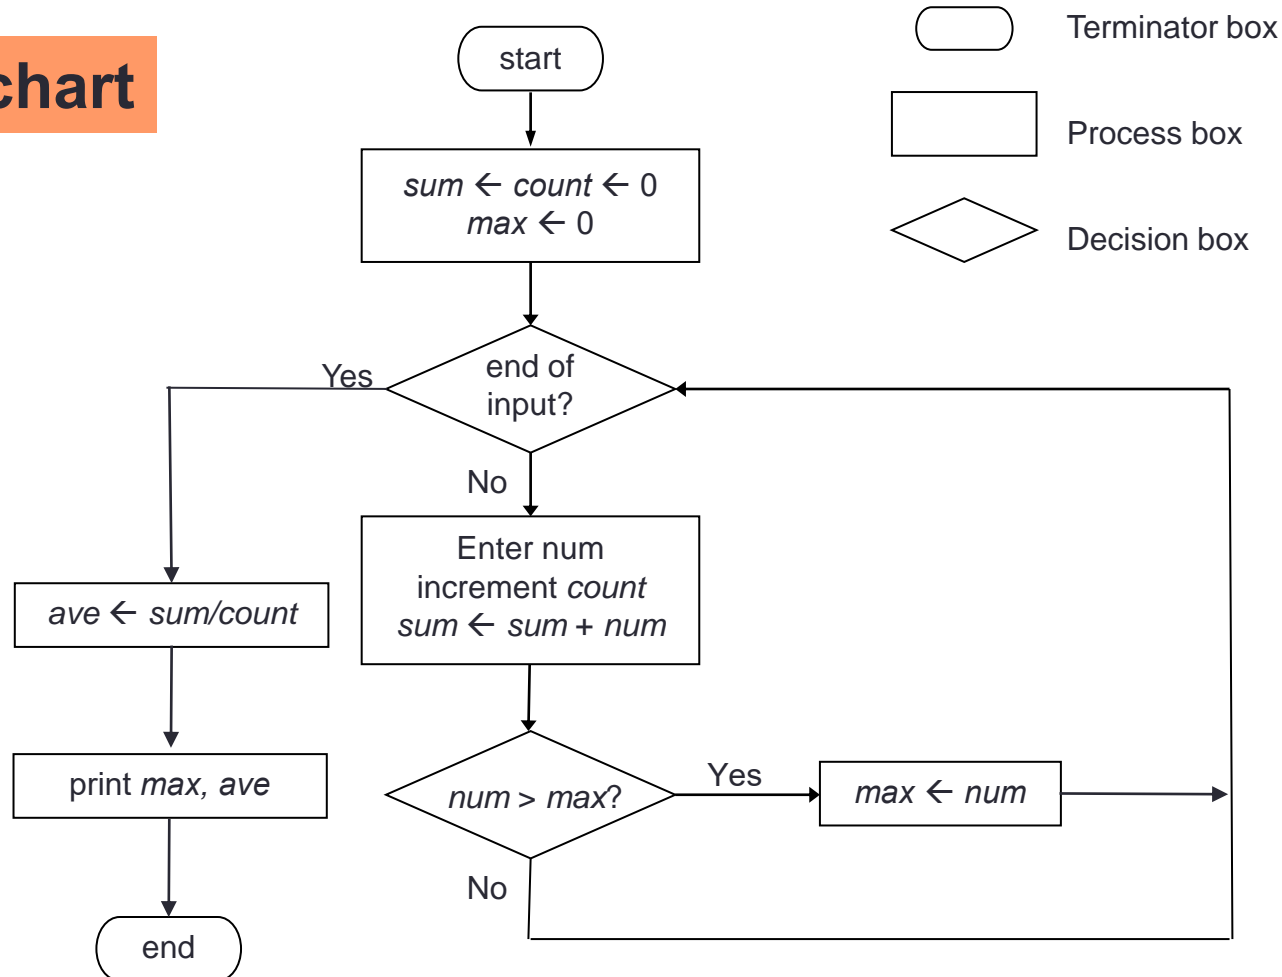 chart
start
sum ← count ← 0
max ← 0
end of
input?
Yes
No
Enter num
increment count
sum ← sum + num
ave ← sum/count
print max, ave
end
num > max?
Yes
max ← num
No
Terminator box
Process box
Decision box